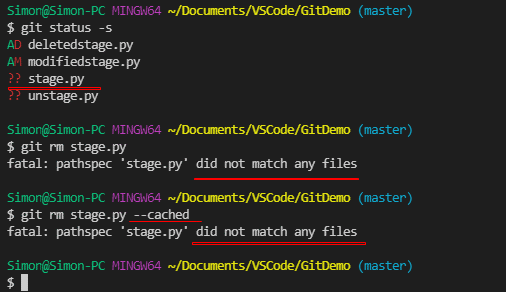 Simon@Simon-PC MINGW64 ~/Documents/VSCode/GitDemo (master)
$ git status -s
AD deletedstage.py
AM modifiedstage.py
?? stage.py
?? unstage.py
Simon@Simon-PC MINGW64 ~/Documents/VSCode/GitDemo (master)
$ git rm stage.py
fatal: pathspec 'stage.py' did not match any files
Simon@Simon-PC MINGW64 ~/Documents/VSCode/GitDemo (master)
$ git rm stage.py --cached
fatal: pathspec 'stage.py' did not match any files
Simon@Simon-PC MINGW64 ~/Documents/VSCode/GitDemo (master)
$